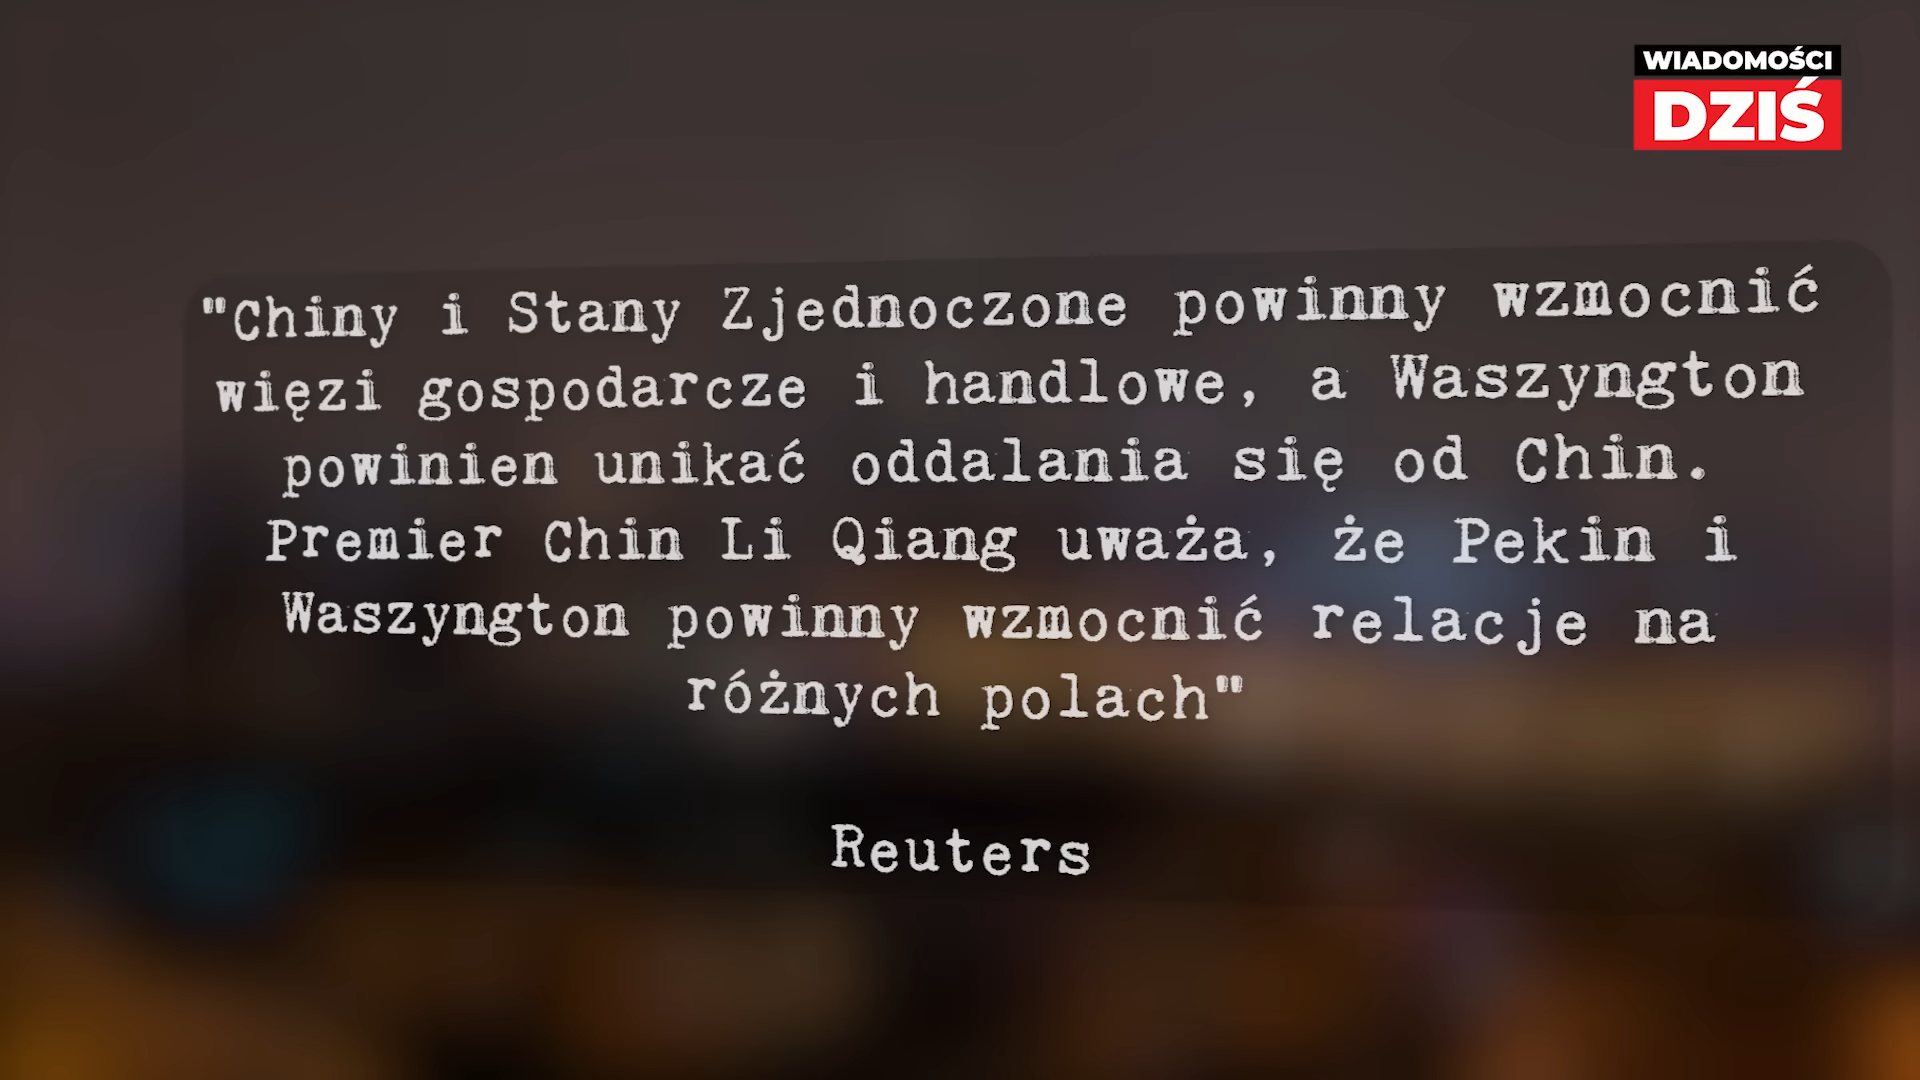 WIADOMOŚCI
DZIŚ
"Chiny i Stany Zjednoczone powinny wzmocnić
więzi gospodarcze i handlowe, a Waszyngton
powinien unikać oddalania się od Chin.
Premier Chin Li Qiang uważa, że Pekin i
Waszyngton powinny wzmocnić relacje na
różnych polach"
Reuters